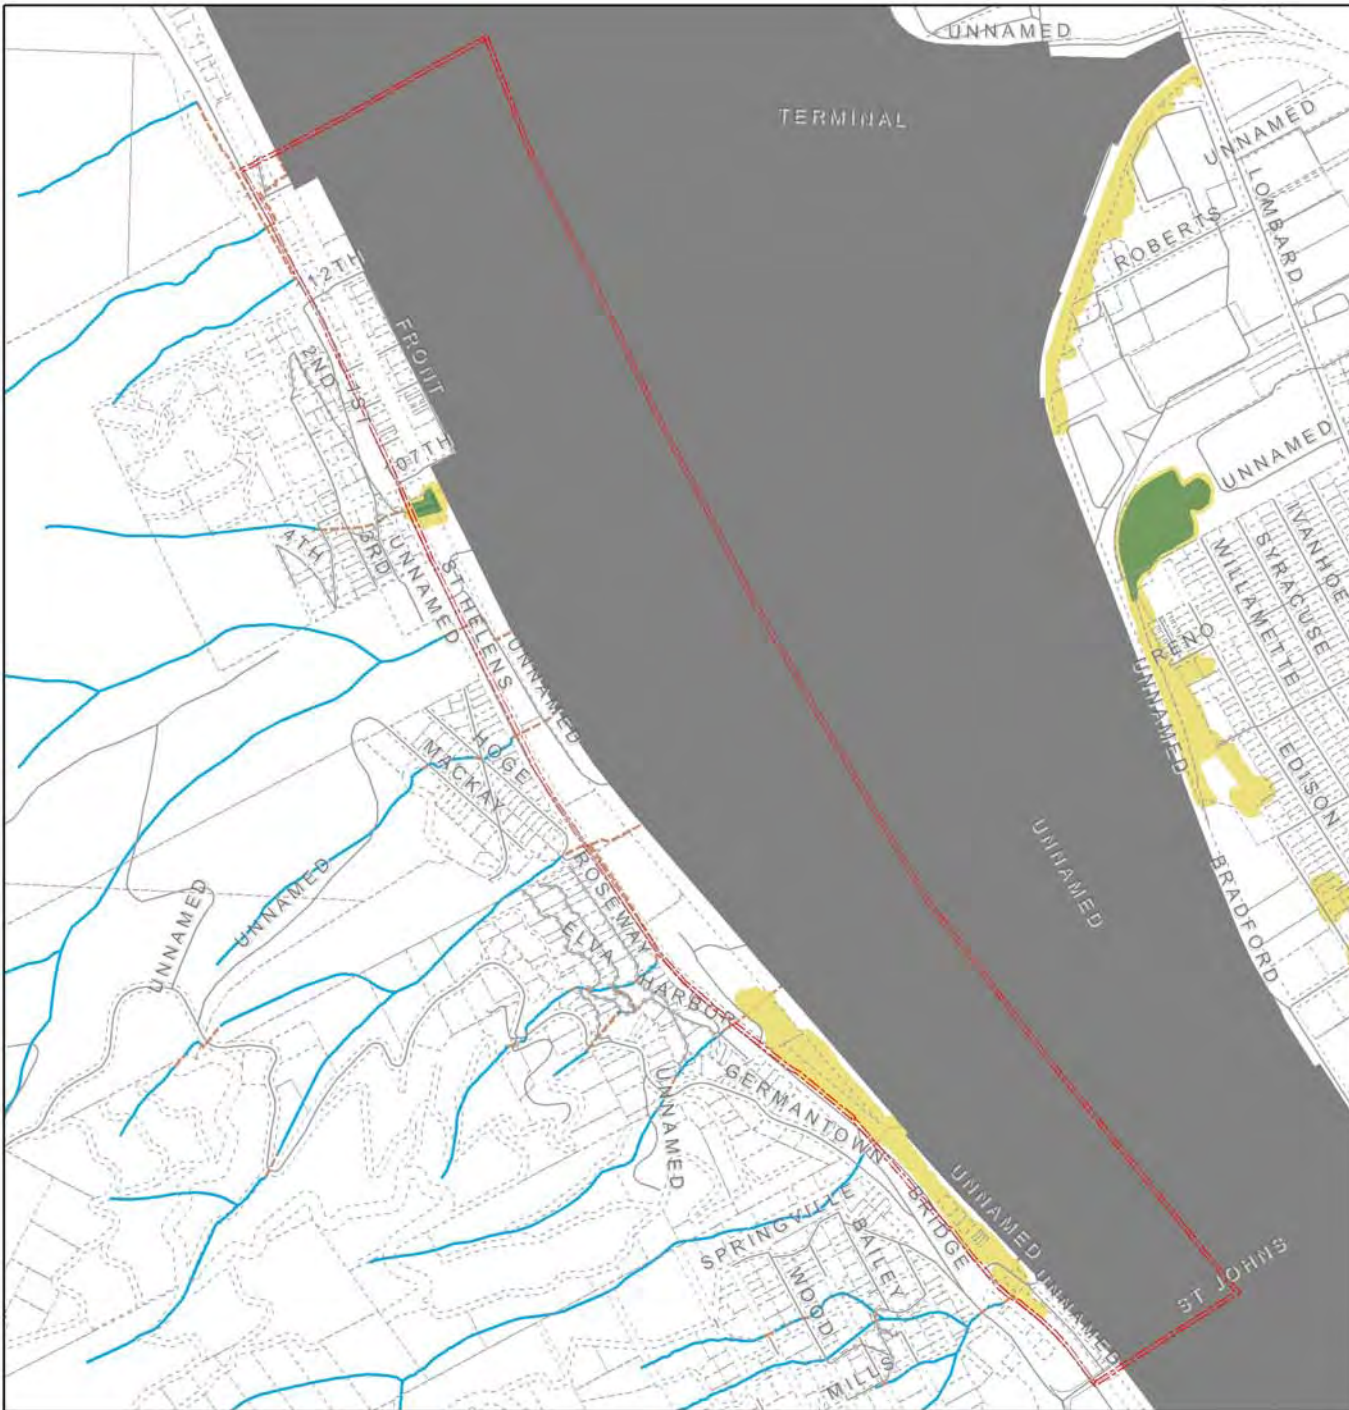 UNNAMED
TERMINAL
UNNAMED
LOMBARD
ROBERTS
12TH
FRONT
2ND
1ST
107TH
UNNAMED
IVANHOE
SYRACUSE
WILLAMETTE
4TH
3RD
UNNAMED
ST HELENS
UNNAMED
RENO
UNNAMED
HOGE
MACKAY
EDISON
UNNAMED
UNNAMED
UNNAMED
ROSEWAY
ELVA
HARBOR
BRADFORD
GERMANTOWN
UNNAMED
BRIDGE
UNNAMED
SPRINGVILLE
BAILEY
WOOD
UNNAMED
ST JOHNS
MILL